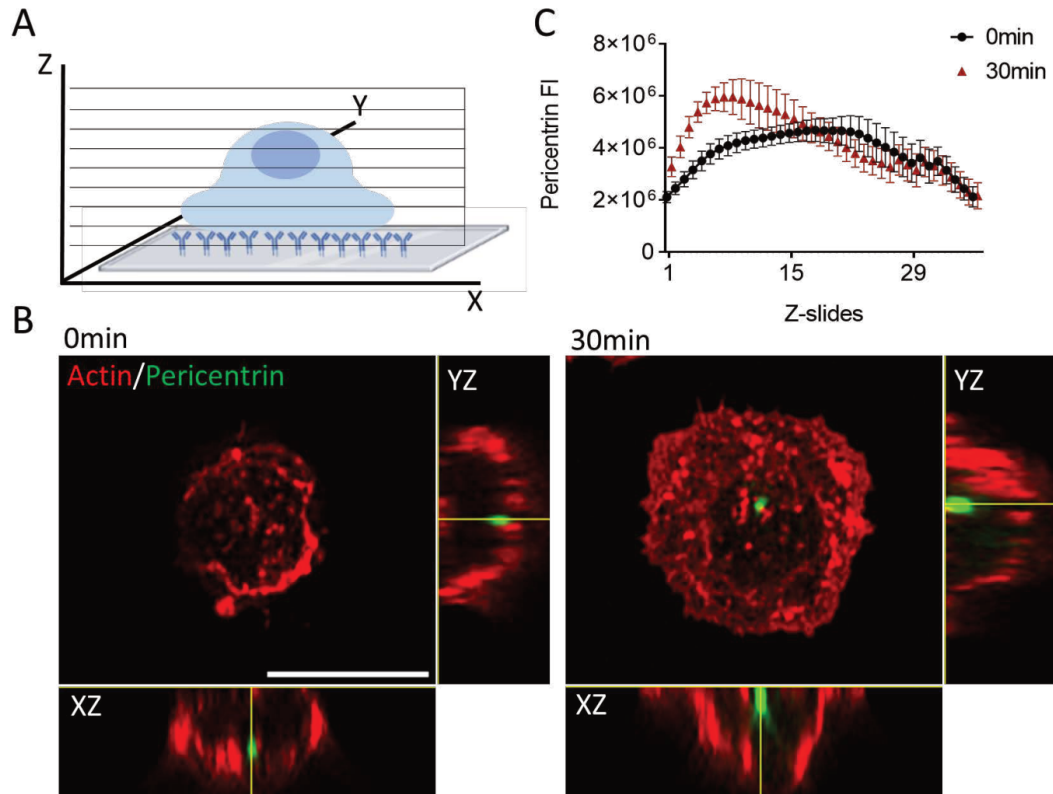 A
Z
Y
X
C
8×10⁶
6×10⁶
4×10⁶
2×10⁶
0
Pericentrin FI
1
15
29
Z-slides
0min
30min
B
0min
Actin/Pericentrin
YZ
XZ
30min
YZ
XZ